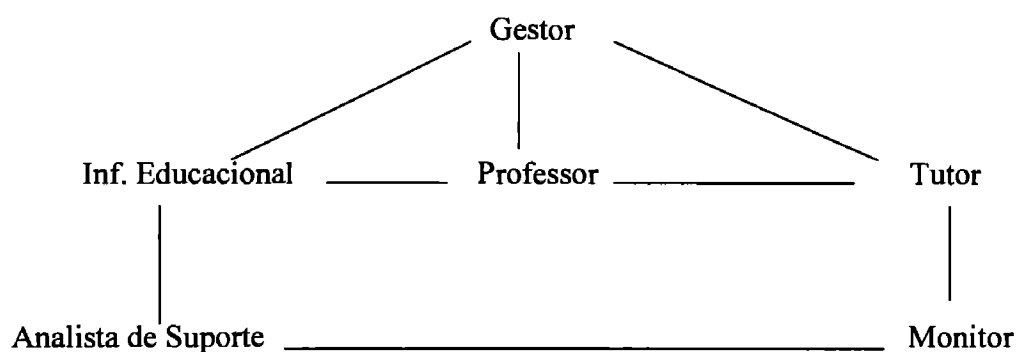 Gestor
Inf. Educacional Professor Tutor
Analista de Suporte Monitor